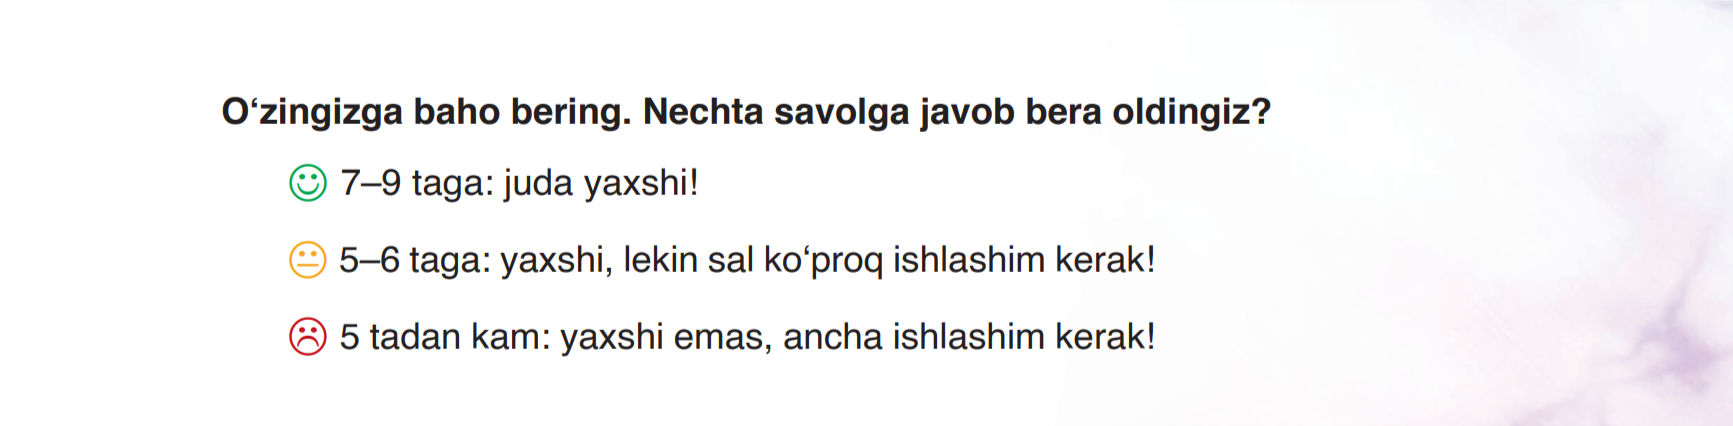 O‘zingizga baho bering. Nechta savolga javob bera oldingiz?
7–9 taga: juda yaxshi!
5–6 taga: yaxshi, lekin sal ko‘proq ishlashim kerak!
5 tadan kam: yaxshi emas, ancha ishlashim kerak!